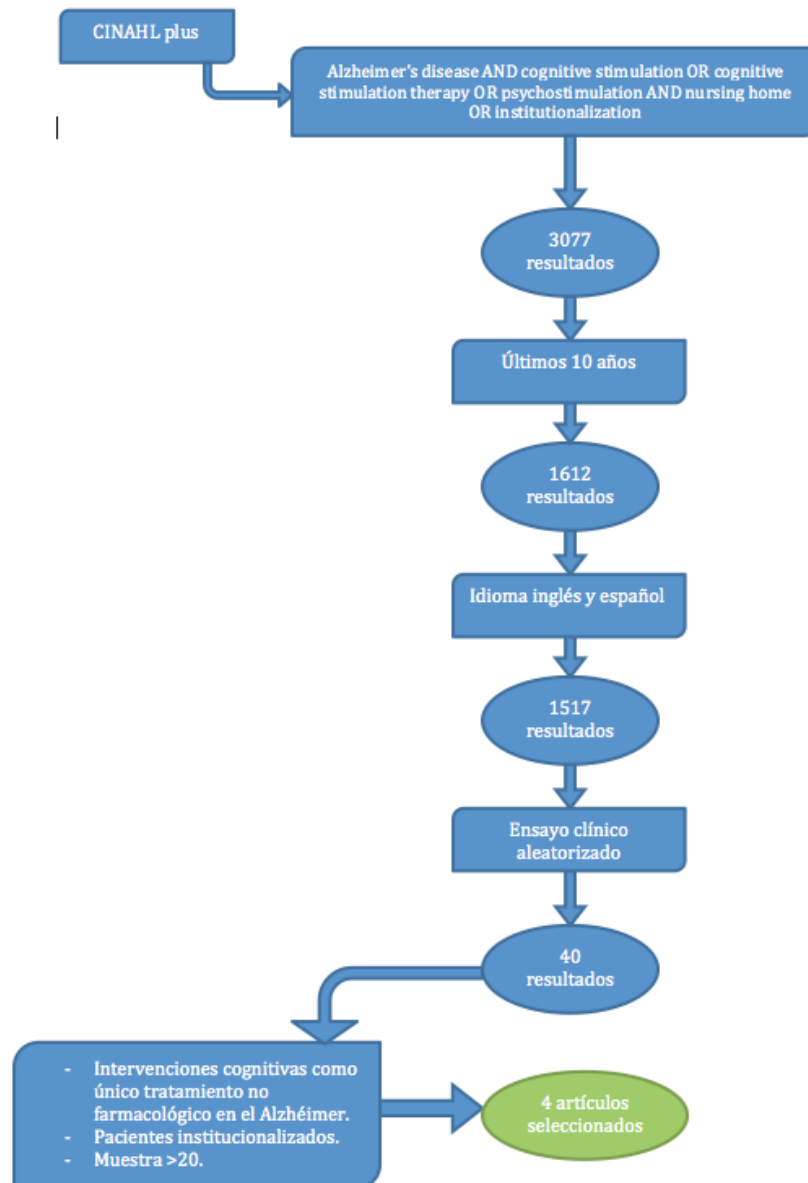 CINAHL plus
Alzheimer's disease AND cognitive stimulation OR cognitive
stimulation therapy OR psychostimulation AND nursing home
OR institutionalization
3077
resultados
Últimos 10 años
1612
resultados
Idioma inglés y español
1517
resultados
Ensayo clínico
aleatorizado
40
resultados
- Intervenciones cognitivas como
único tratamiento no
farmacológico en el Alzhéimer.
- Pacientes institucionalizados.
- Muestra >20.
4 artículos
seleccionados